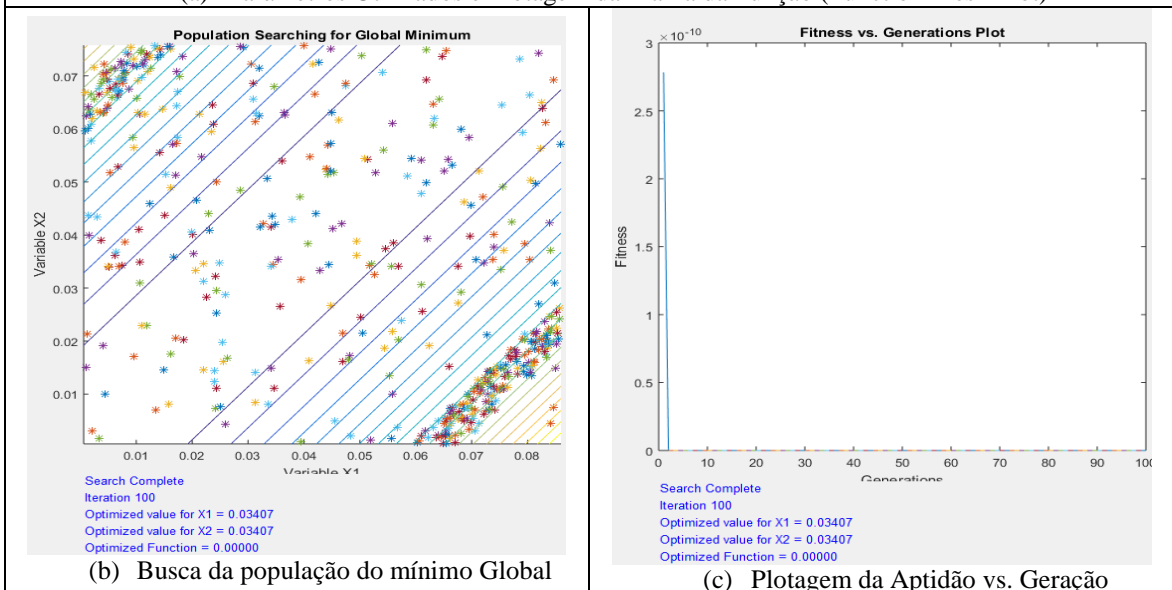 Population Searching for Global Minimum
0.07
0.06
0.05
0.04
0.03
0.02
0.01
Variable X2
0.01 0.02 0.03 0.04 0.05 0.06 0.07 0.08
Variable X1
Search Complete
Iteration 100
Optimized value for X1 = 0.03407
Optimized value for X2 = 0.03407
Optimized Function = 0.00000
(b) Busca da população do mínimo Global
Fitness vs. Generations Plot
×10^-10
3
2.5
2
1.5
1
0.5
0
Fitness
0 10 20 30 40 50 60 70 80 90 100
Generations
Search Complete
Iteration 100
Optimized value for X1 = 0.03407
Optimized value for X2 = 0.03407
Optimized Function = 0.00000
(c) Plotagem da Aptidão vs. Geração